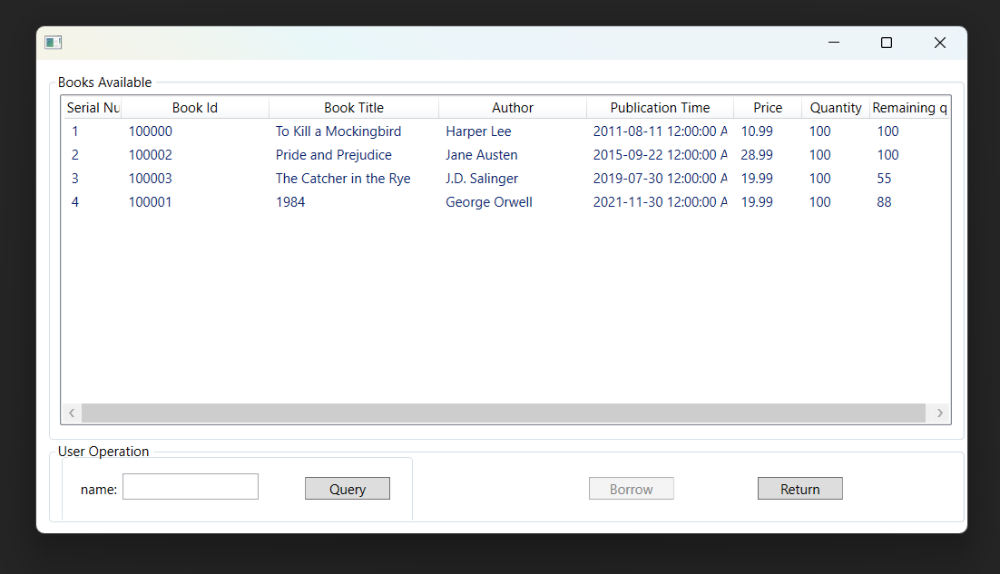 Books Available
Serial Nu Book Id Book Title Author Publication Time Price Quantity Remaining q
1 100000 To Kill a Mockingbird Harper Lee 2011-08-11 12:00:00 A 10.99 100 100
2 100002 Pride and Prejudice Jane Austen 2015-09-22 12:00:00 A 28.99 100 100
3 100003 The Catcher in the Rye J.D. Salinger 2019-07-30 12:00:00 A 19.99 100 55
4 100001 1984 George Orwell 2021-11-30 12:00:00 A 19.99 100 88
User Operation
name: Query Borrow Return